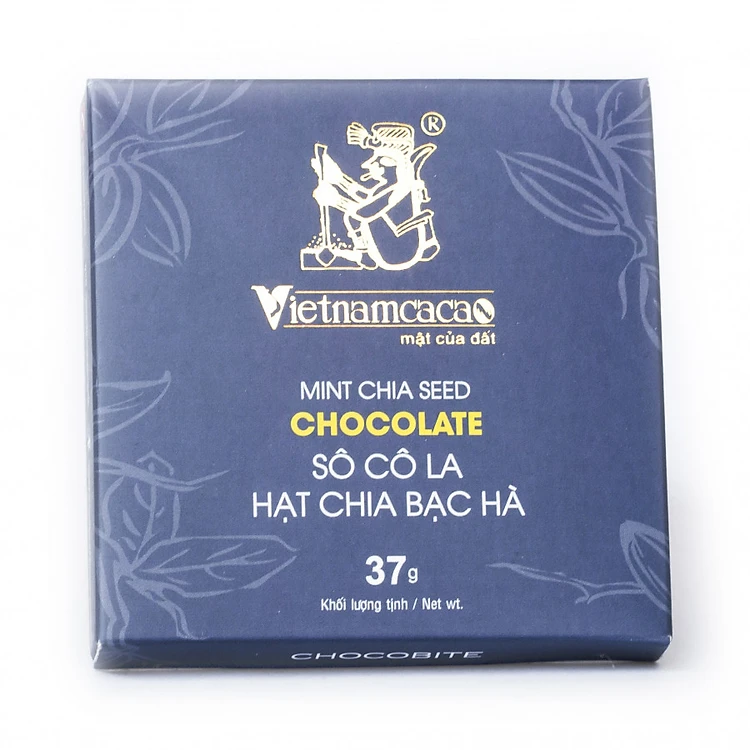 ®
Vietnamcacao
mật của đất
MINT CHIA SEED
CHOCOLATE
SÔ CÔ LA
HẠT CHIA BẠC HÀ
37g
Khối lượng tịnh / Net wt.
CHOCOBITE